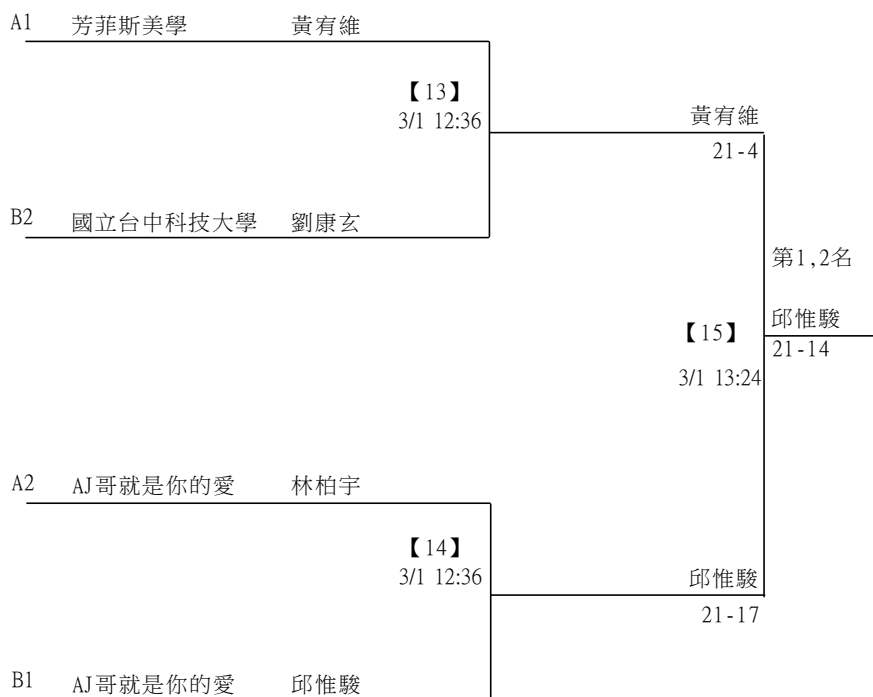 A1 芳菲斯美學 黃宥維
【13】
3/1 12:36
黃宥維
21-4
B2 國立台中科技大學 劉康玄
第1,2名
邱惟駿
【15】
21-14
3/1 13:24
A2 AJ哥就是你的愛 林柏宇
【14】
3/1 12:36
邱惟駿
21-17
B1 AJ哥就是你的愛 邱惟駿